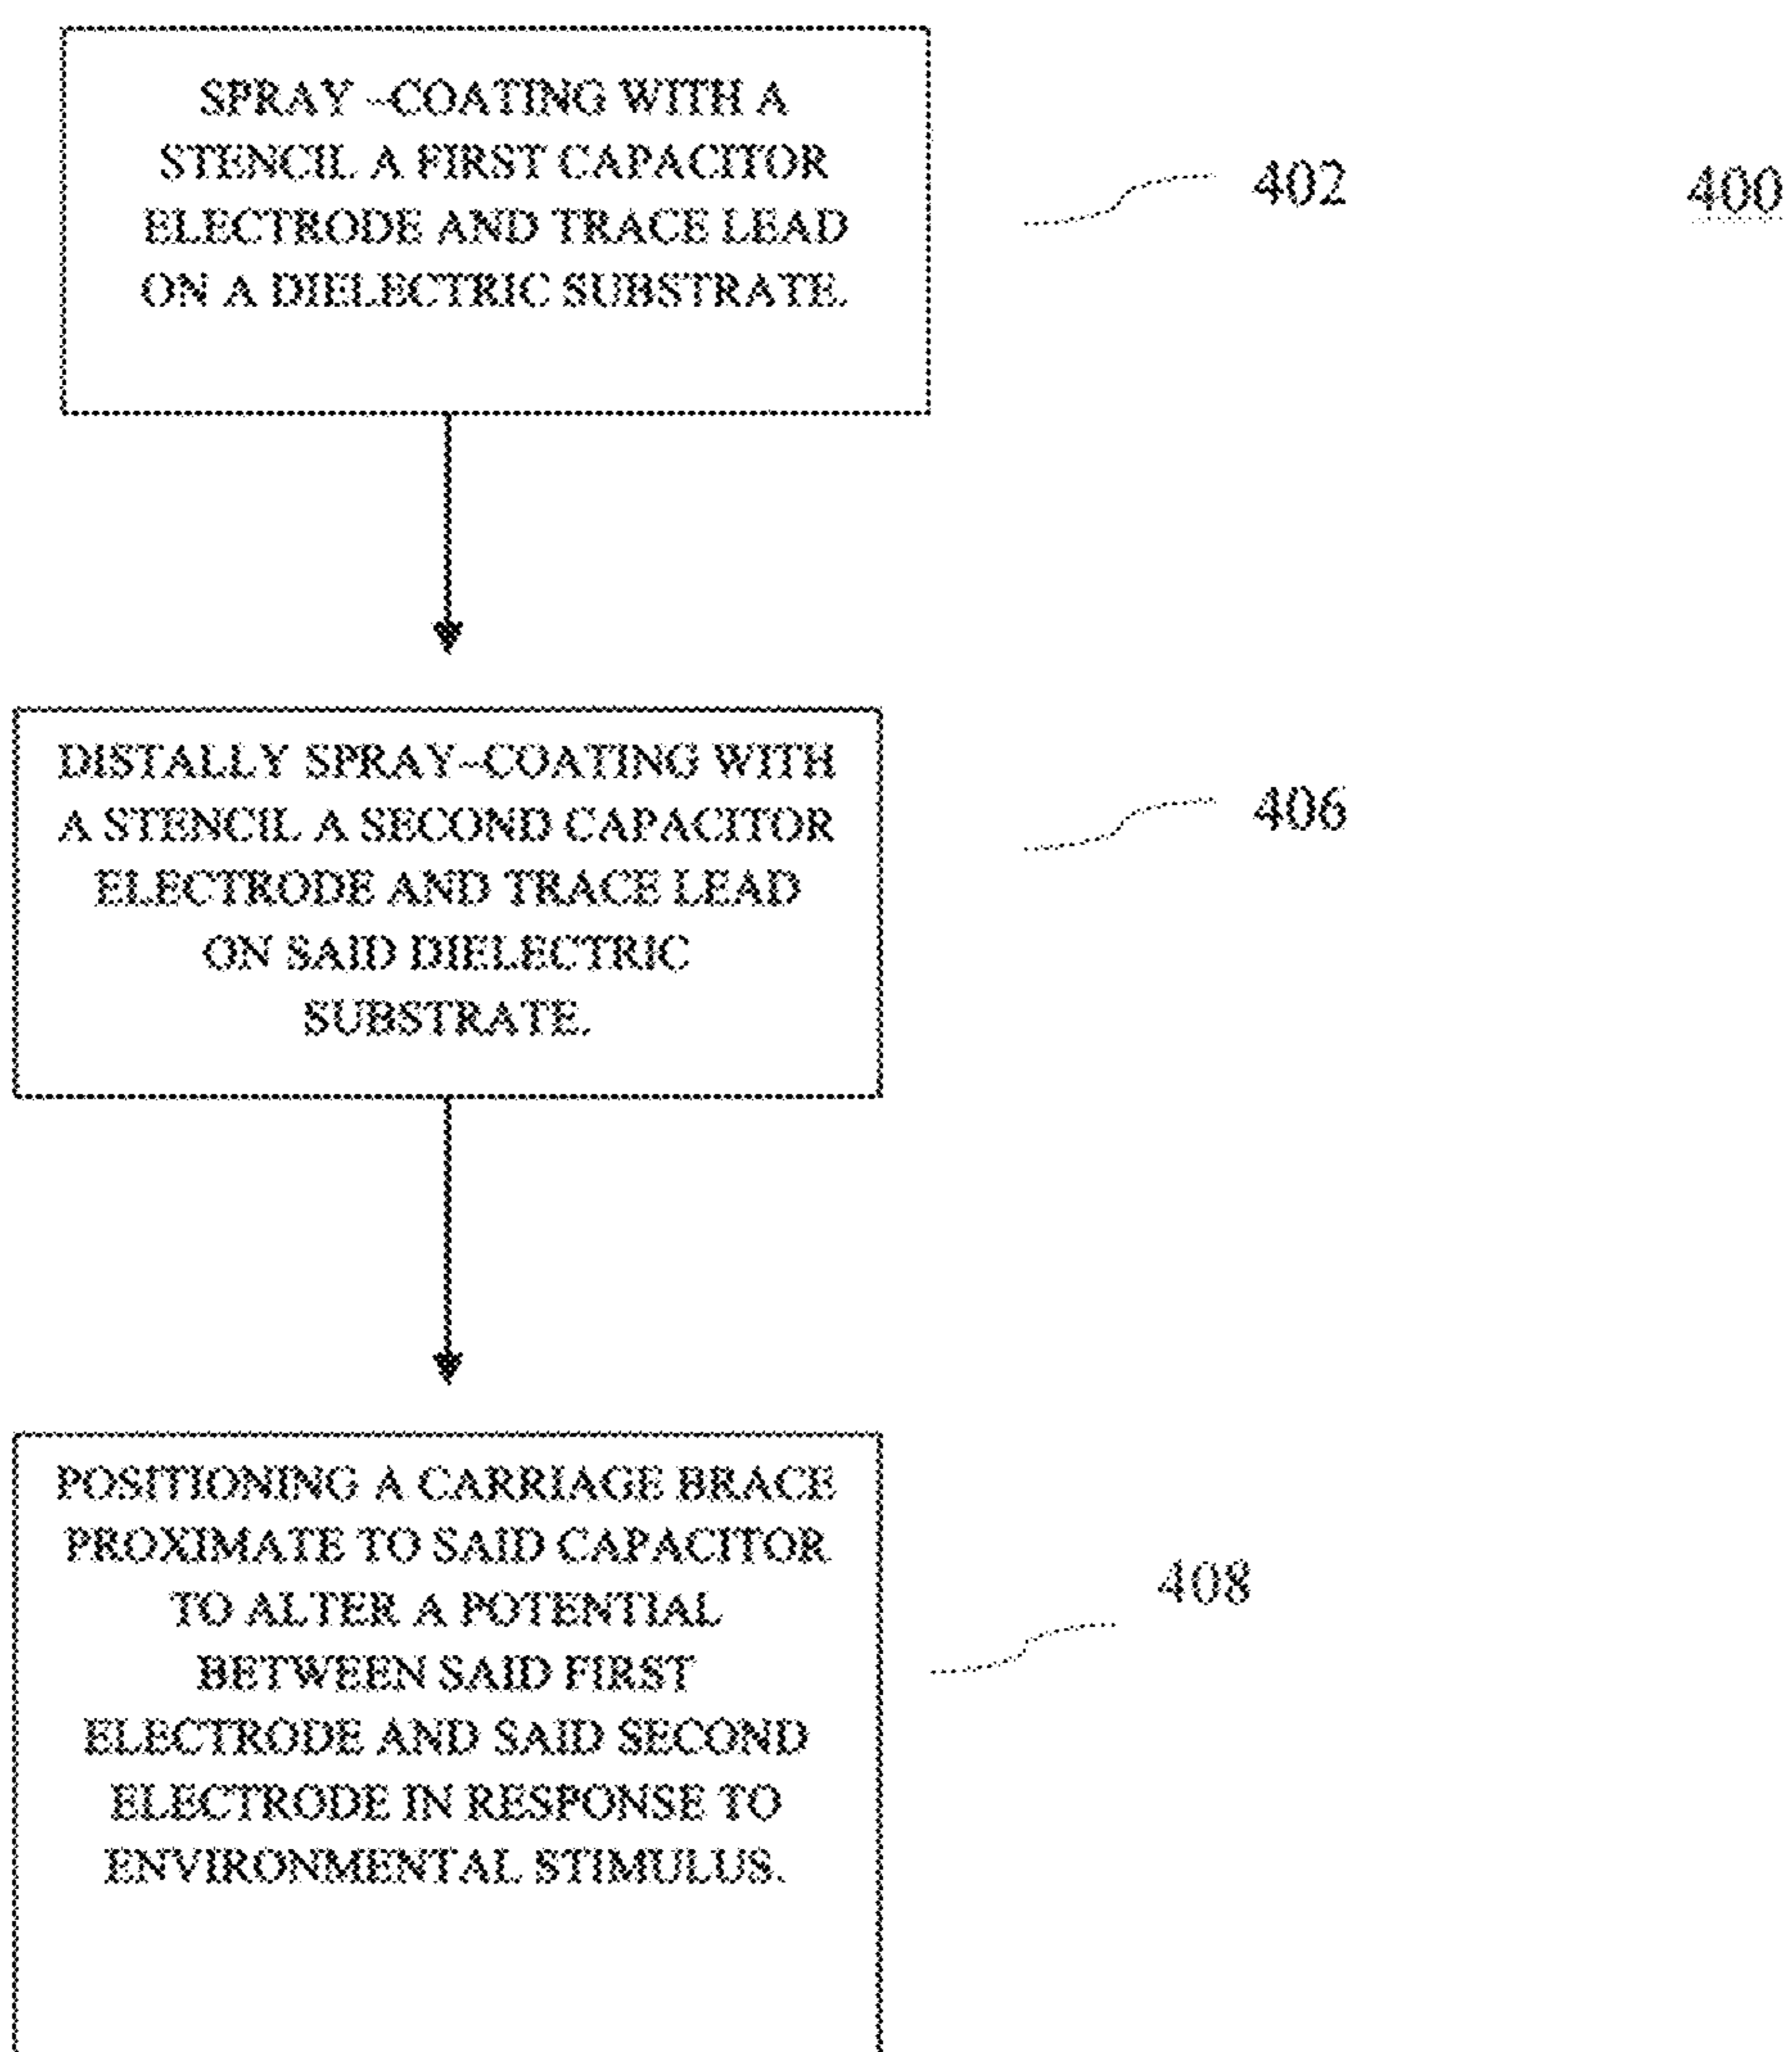 SPRAY -COATING WITH A
STENCIL A FIRST CAPACITOR
ELECTRODE AND TRACE LEAD
ON A DIELECTRIC SUBSTRATE.
402
400
DISTALLY SPRAY-COATING WITH
A STENCIL A SECOND CAPACITOR
ELECTRODE AND TRACE LEAD
ON SAID DIELECTRIC
SUBSTRATE.
406
POSITIONING A CARRIAGE BRACE
PROXIMATE TO SAID CAPACITOR
TO ALTER A POTENTIAL
BETWEEN SAID FIRST
ELECTRODE AND SAID SECOND
ELECTRODE IN RESPONSE TO
ENVIRONMENTAL STIMULUS.
408